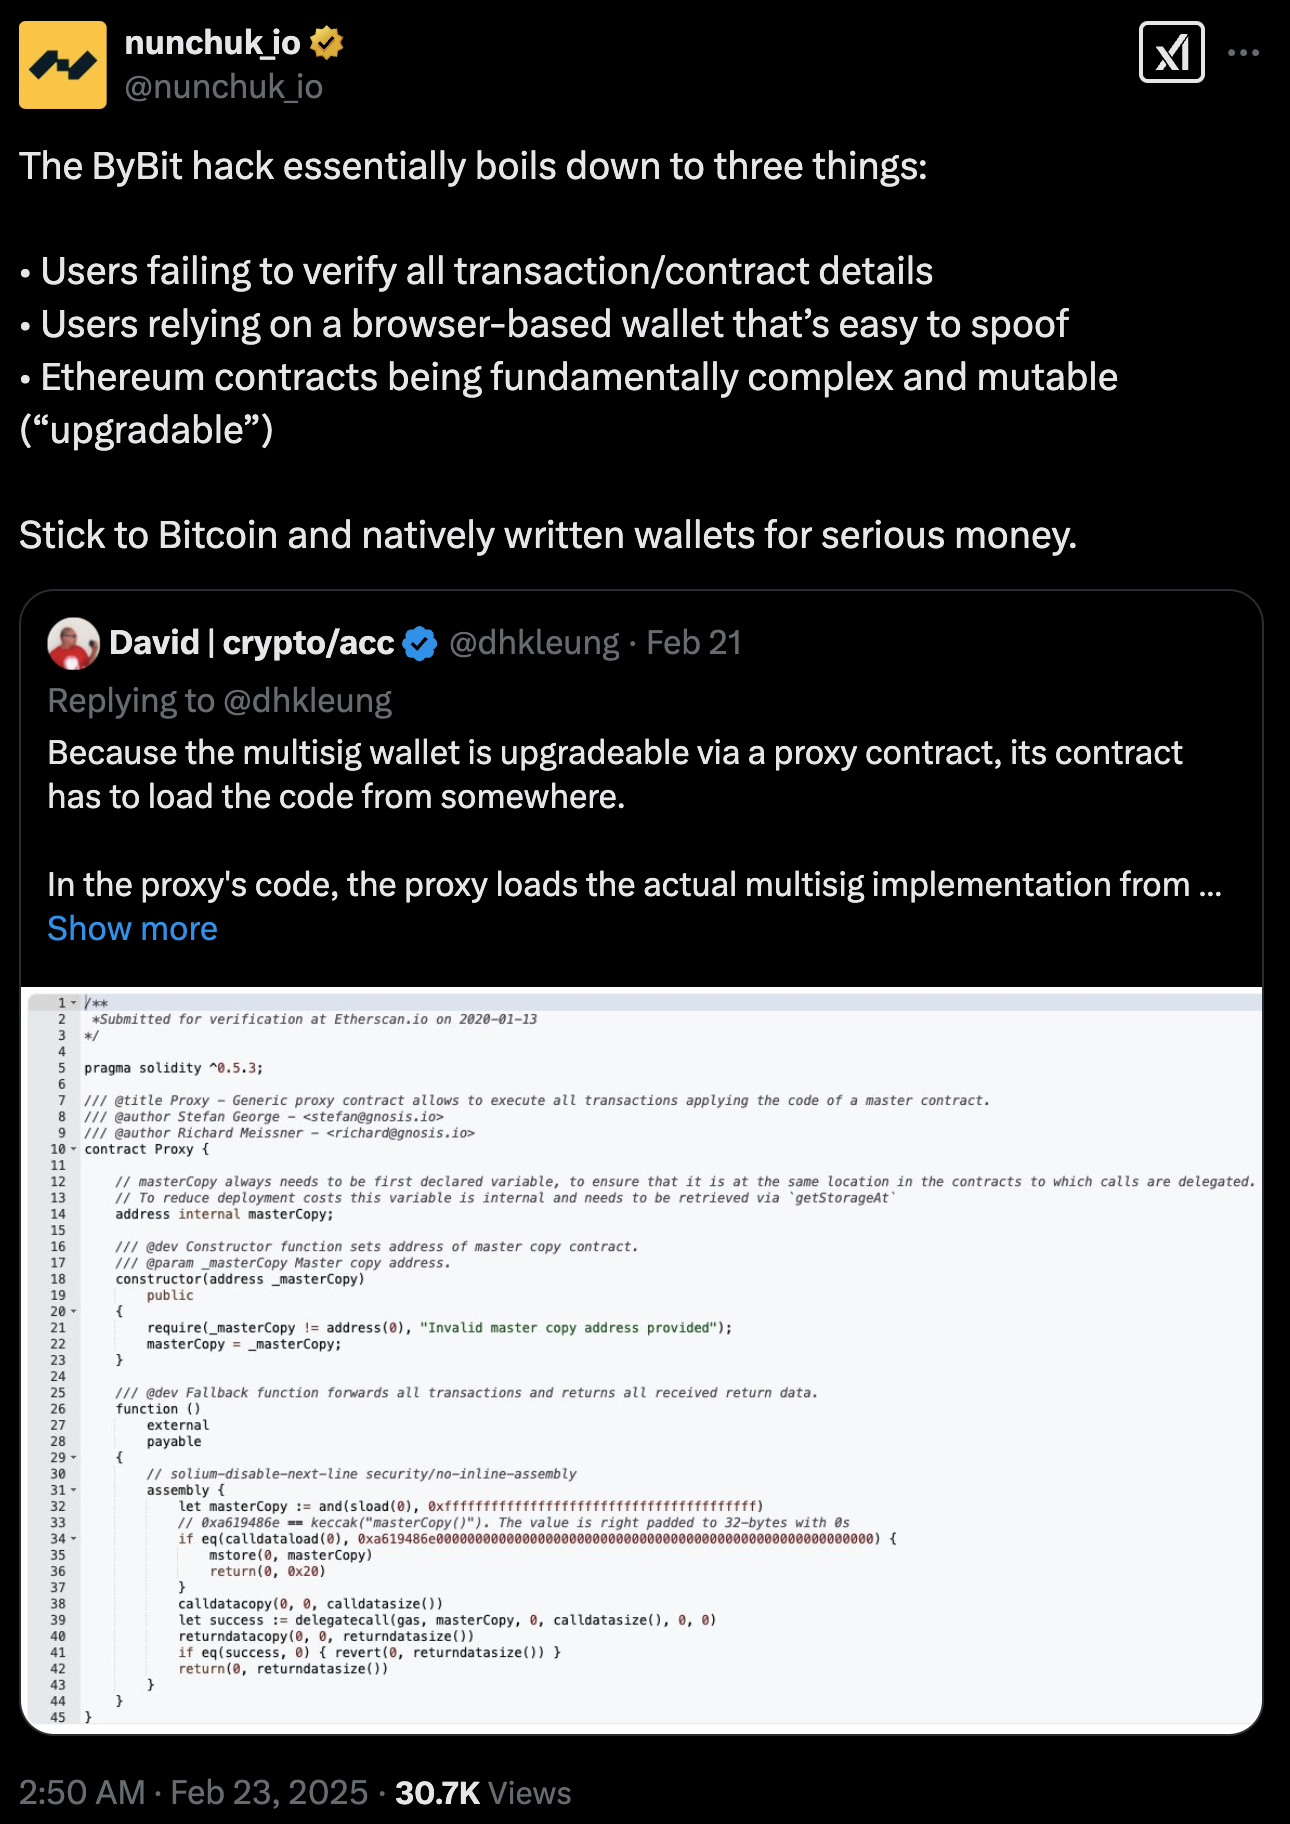 nunchuk_io
@nunchuk_io
The ByBit hack essentially boils down to three things:
• Users failing to verify all transaction/contract details
• Users relying on a browser-based wallet that’s easy to spoof
• Ethereum contracts being fundamentally complex and mutable
(“upgradable”)
Stick to Bitcoin and natively written wallets for serious money.
David | crypto/acc @dhkleung · Feb 21
Replying to @dhkleung
Because the multisig wallet is upgradeable via a proxy contract, its contract
has to load the code from somewhere.
In the proxy's code, the proxy loads the actual multisig implementation from ...
Show more
1 /**
2 *Submitted for verification at Etherscan.io on 2020-01-13
3 */
4
5 pragma solidity ^0.5.3;
6
7 /// @title Proxy - Generic proxy contract allows to execute all transactions applying the code of a master contract.
8 /// @author Stefan George - <stefan@gnosis.io>
9 /// @author Richard Meissner - <richard@gnosis.io>
10 contract Proxy {
11
12 // masterCopy always needs to be first declared variable, to ensure that it is at the same location in the contracts to which calls are delegated.
13 // To reduce deployment costs this variable is internal and needs to be retrieved via `getStorageAt`
14 address internal masterCopy;
15
16 /// @dev Constructor function sets address of master copy contract.
17 /// @param _masterCopy Master copy address.
18 constructor(address _masterCopy)
19 public
20 {
21 require(_masterCopy != address(0), "Invalid master copy address provided");
22 masterCopy = _masterCopy;
23 }
24
25 /// @dev Fallback function forwards all transactions and returns all received return data.
26 function ()
27 external
28 payable
29 {
30 // solium-disable-next-line security/no-inline-assembly
31 assembly {
32 let masterCopy := and(sload(0), 0xffffffffffffffffffffffffffffffffffffffff)
33 // 0xa619486e == keccak("masterCopy()"). The value is right padded to 32-bytes with 0s
34 if eq(calldataload(0), 0xa619486e00000000000000000000000000000000000000000000000000000000) {
35 mstore(0, masterCopy)
36 return(0, 0x20)
37 }
38 calldatacopy(0, 0, calldatasize())
39 let success := delegatecall(gas, masterCopy, 0, calldatasize(), 0, 0)
40 returndatacopy(0, 0, returndatasize())
41 if eq(success, 0) { revert(0, returndatasize()) }
42 return(0, returndatasize())
43 }
44 }
45 }
2:50 AM · Feb 23, 2025 · 30.7K Views